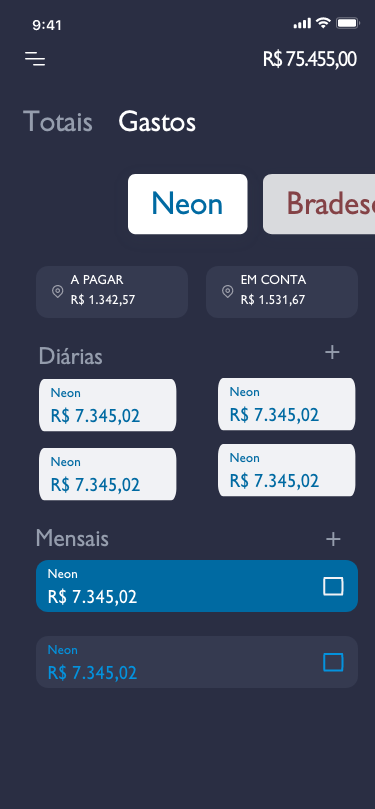 9:41
R$ 75.455,00
Totais Gastos
Neon
A PAGAR
R$ 1.342,57
EM CONTA
R$ 1.531,67
Diárias +
Neon
R$ 7.345,02
Neon
R$ 7.345,02
Neon
R$ 7.345,02
Neon
R$ 7.345,02
Mensais +
Neon
R$ 7.345,02
Neon
R$ 7.345,02